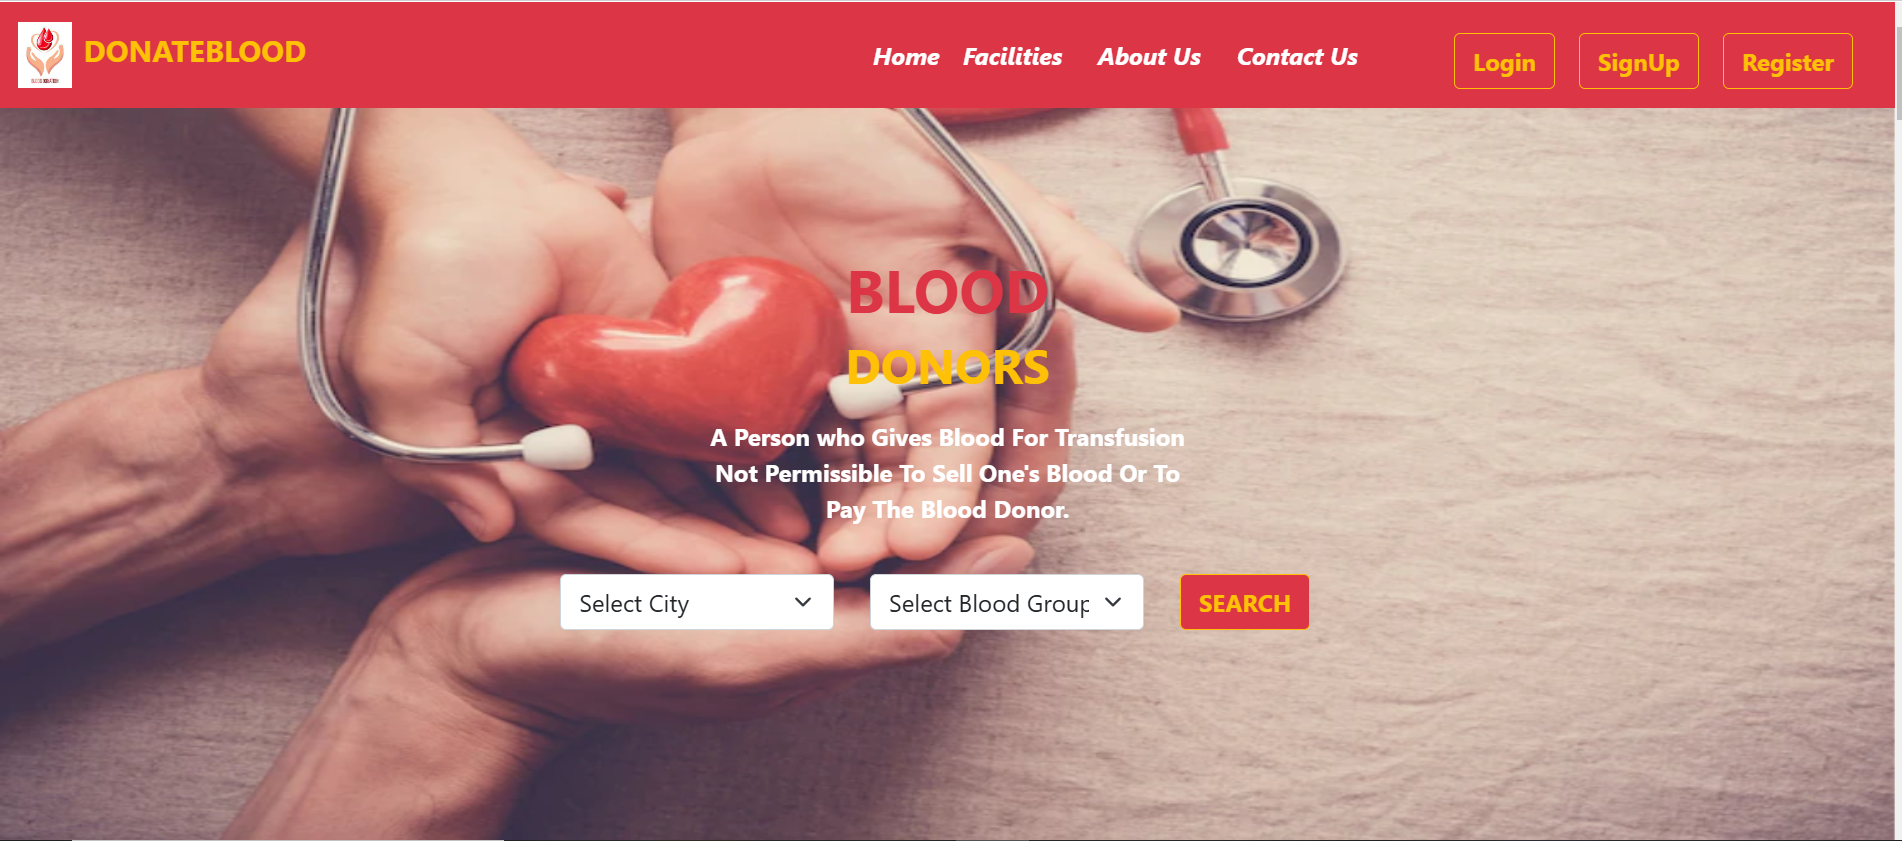 DONATEBLOOD
Home Facilities About Us Contact Us
Login SignUp Register
BLOOD
DONORS
A Person who Gives Blood For Transfusion
Not Permissible To Sell One's Blood Or To
Pay The Blood Donor.
Select City
Select Blood Group
SEARCH